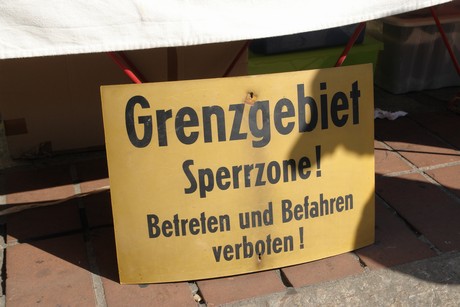 Grenzgebiet
Sperrzone!
Betreten und Befahren
verboten!